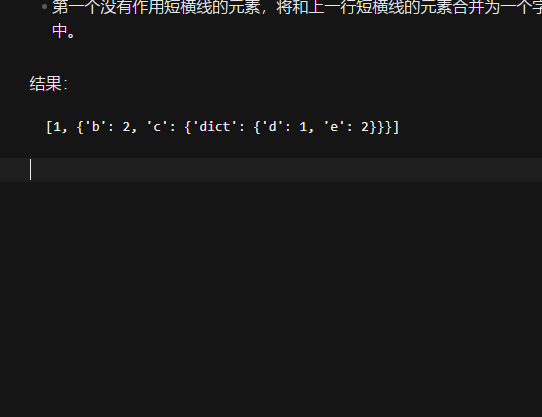 第一个没有作用短横线的元素，将和上一行短横线的元素合并为一个字
中。
结果：
[1, {'b': 2, 'c': {'dict': {'d': 1, 'e': 2}}}]